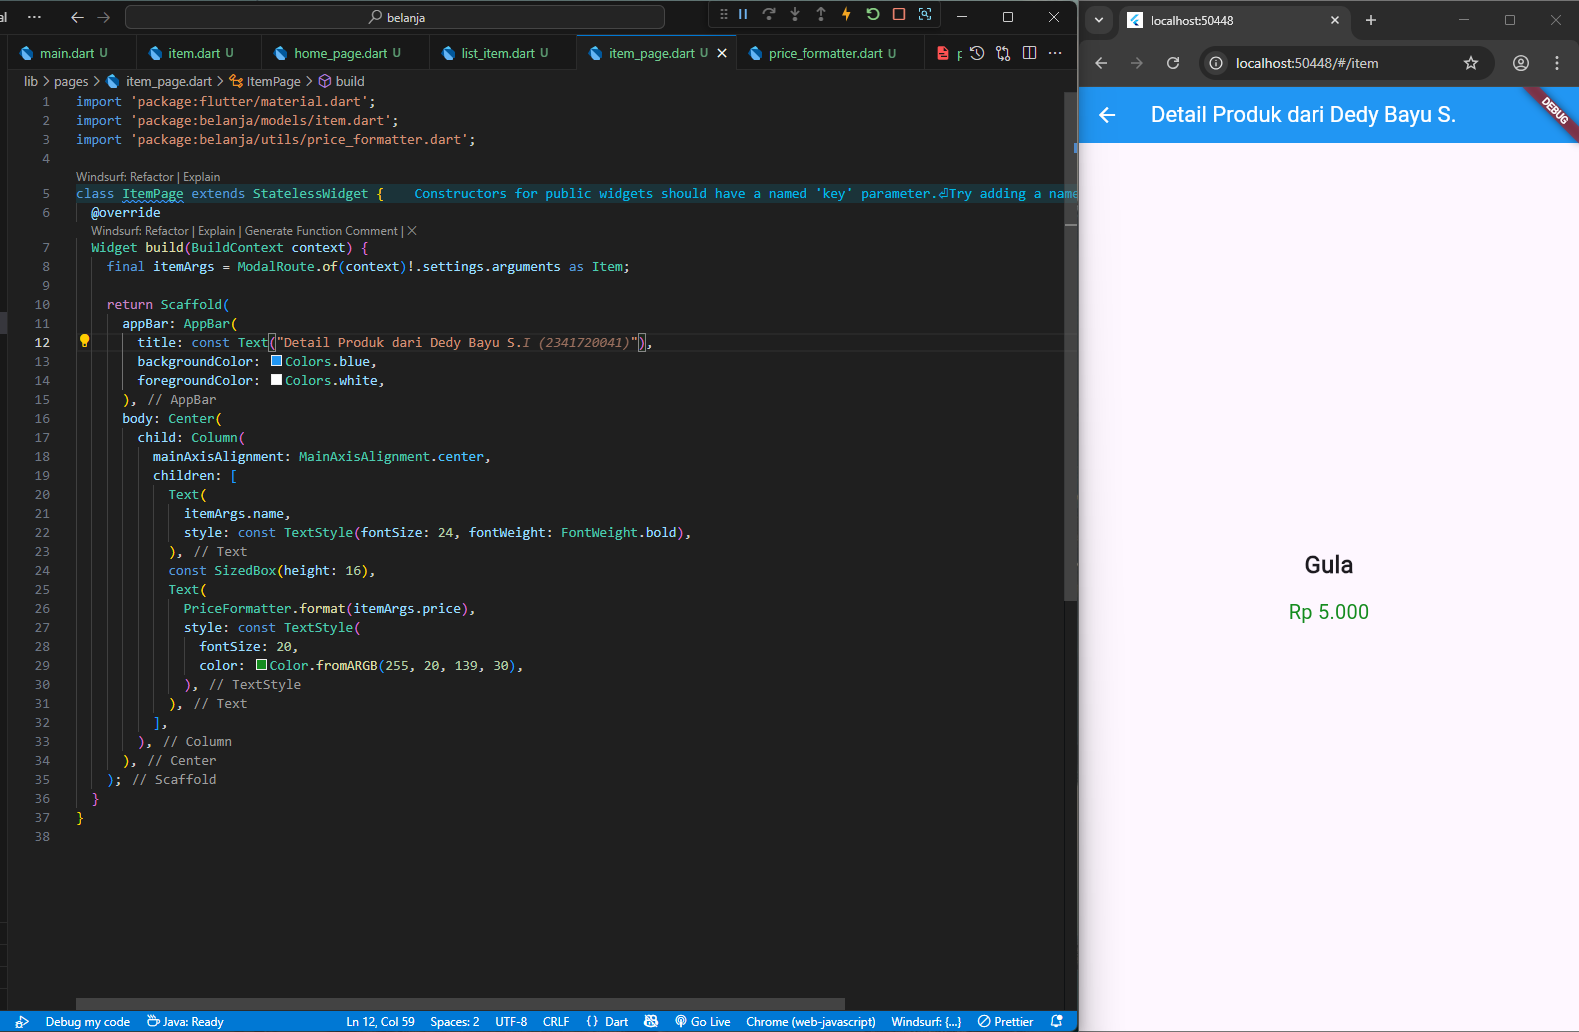 al ··· belanja
main.dart U item.dart U home_page.dart U list_item.dart U item_page.dart U price_formatter.dart U
lib > pages > item_page.dart > ItemPage > build
1 import 'package:flutter/material.dart';
2 import 'package:belanja/models/item.dart';
3 import 'package:belanja/utils/price_formatter.dart';
4
Windsurf: Refactor | Explain
5 class ItemPage extends StatelessWidget { Constructors for public widgets should have a named 'key' parameter.⏎Try adding a name
6 @override
Windsurf: Refactor | Explain | Generate Function Comment | ×
7 Widget build(BuildContext context) {
8 final itemArgs = ModalRoute.of(context)!.settings.arguments as Item;
9
10 return Scaffold(
11 appBar: AppBar(
12 title: const Text("Detail Produk dari Dedy Bayu S.I (2341720041)"),
13 backgroundColor: Colors.blue,
14 foregroundColor: Colors.white,
15 ), // AppBar
16 body: Center(
17 child: Column(
18 mainAxisAlignment: MainAxisAlignment.center,
19 children: [
20 Text(
21 itemArgs.name,
22 style: const TextStyle(fontSize: 24, fontWeight: FontWeight.bold),
23 ), // Text
24 const SizedBox(height: 16),
25 Text(
26 PriceFormatter.format(itemArgs.price),
27 style: const TextStyle(
28 fontSize: 20,
29 color: Color.fromARGB(255, 20, 139, 30),
30 ), // TextStyle
31 ), // Text
32 ],
33 ), // Column
34 ), // Center
35 ); // Scaffold
36 }
37 }
38
Debug my code Java: Ready Ln 12, Col 59 Spaces: 2 UTF-8 CRLF {} Dart Go Live Chrome (web-javascript) Windsurf: {...} Prettier
localhost:50448
localhost:50448/#/item
Detail Produk dari Dedy Bayu S.
DEBUG
Gula
Rp 5.000